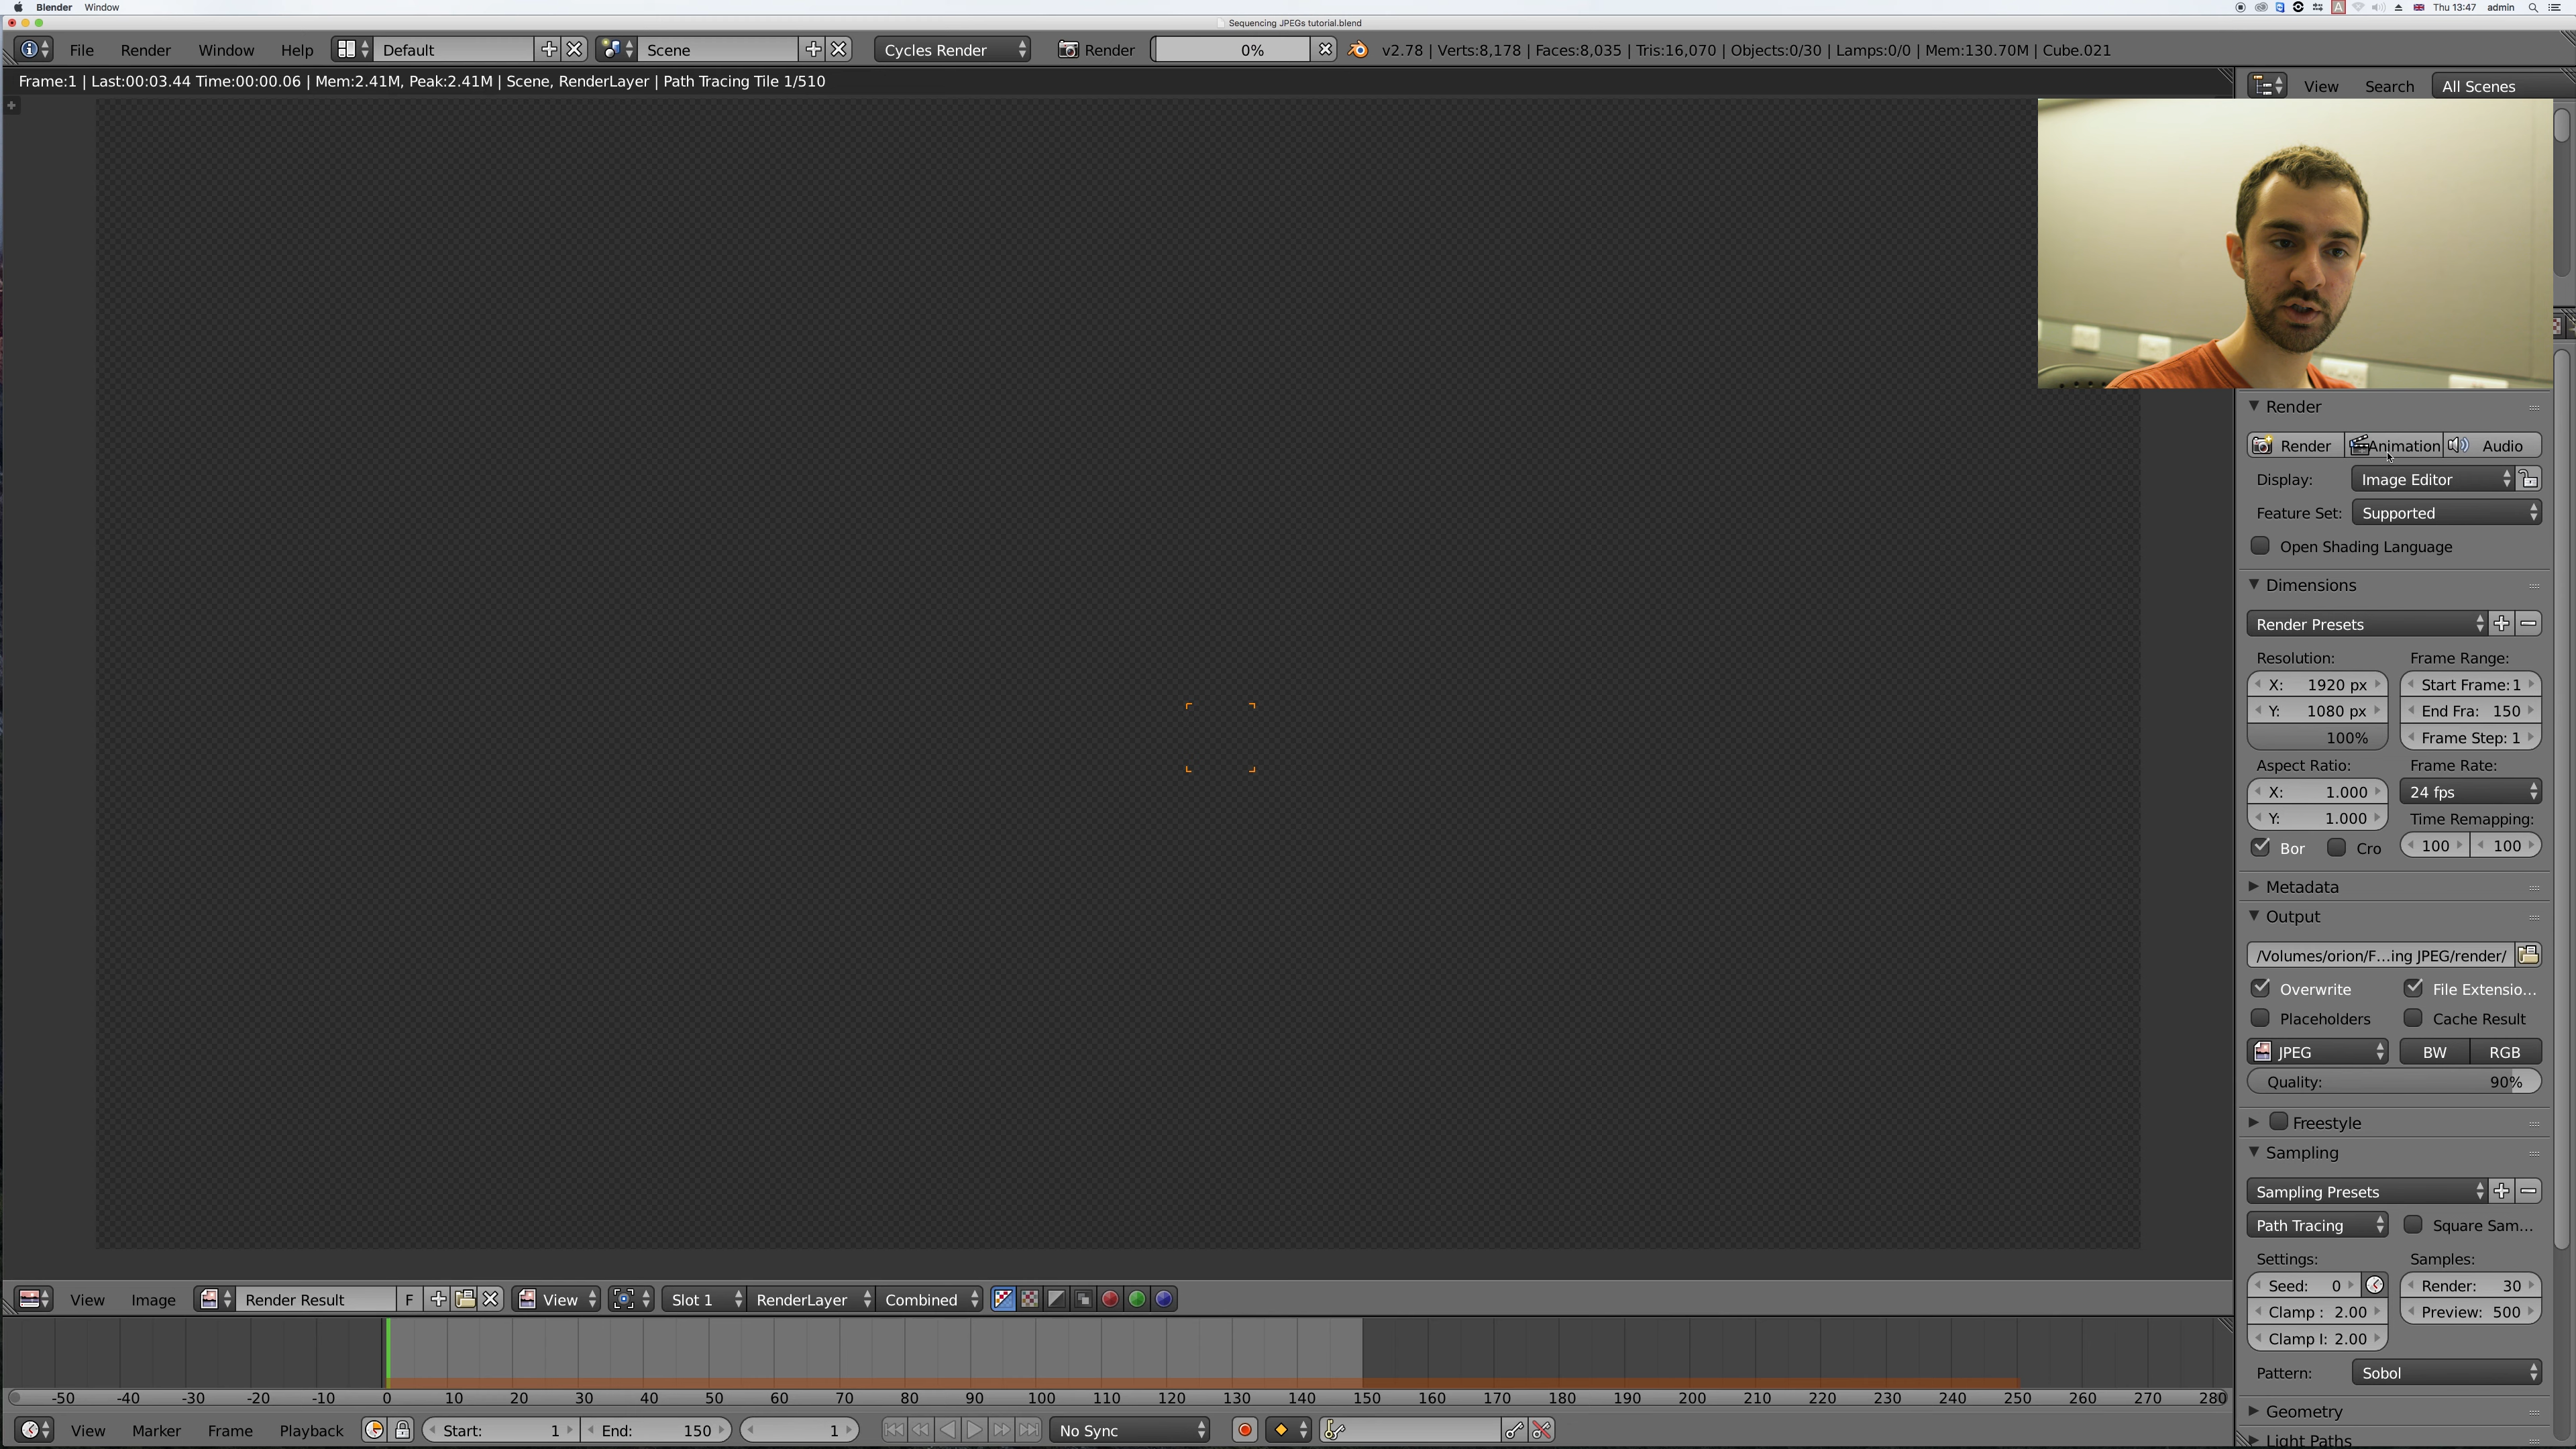 Blender Window
Thu 13:47 admin
Sequencing JPEGs tutorial.blend
File Render Window Help Default Scene Cycles Render Render 0% v2.78 | Verts:8,178 | Faces:8,035 | Tris:16,070 | Objects:0/30 | Lamps:0/0 | Mem:130.70M | Cube.021
Frame:1 | Last:00:03.44 Time:00:00.06 | Mem:2.41M, Peak:2.41M | Scene, RenderLayer | Path Tracing Tile 1/510
View Search All Scenes
Render
Render Animation Audio
Display: Image Editor
Feature Set: Supported
Open Shading Language
Dimensions
Render Presets
Resolution: Frame Range:
X: 1920 px Start Frame: 1
Y: 1080 px End Fra: 150
100% Frame Step: 1
Aspect Ratio: Frame Rate:
X: 1.000 24 fps
Y: 1.000 Time Remapping:
Bor Cro 100 100
Metadata
Output
/Volumes/orion/F...ing JPEG/render/
Overwrite File Extensio...
Placeholders Cache Result
JPEG BW RGB
Quality: 90%
Freestyle
Sampling
Sampling Presets
Path Tracing Square Sam...
Settings: Samples:
Seed: 0 Render: 30
Clamp : 2.00 Preview: 500
Clamp I: 2.00
Pattern: Sobol
Geometry
Light Paths
View Image Render Result F View Slot 1 RenderLayer Combined
-50 -40 -30 -20 -10 0 10 20 30 40 50 60 70 80 90 100 110 120 130 140 150 160 170 180 190 200 210 220 230 240 250 260 270 280
View Marker Frame Playback Start: 1 End: 150 1 No Sync